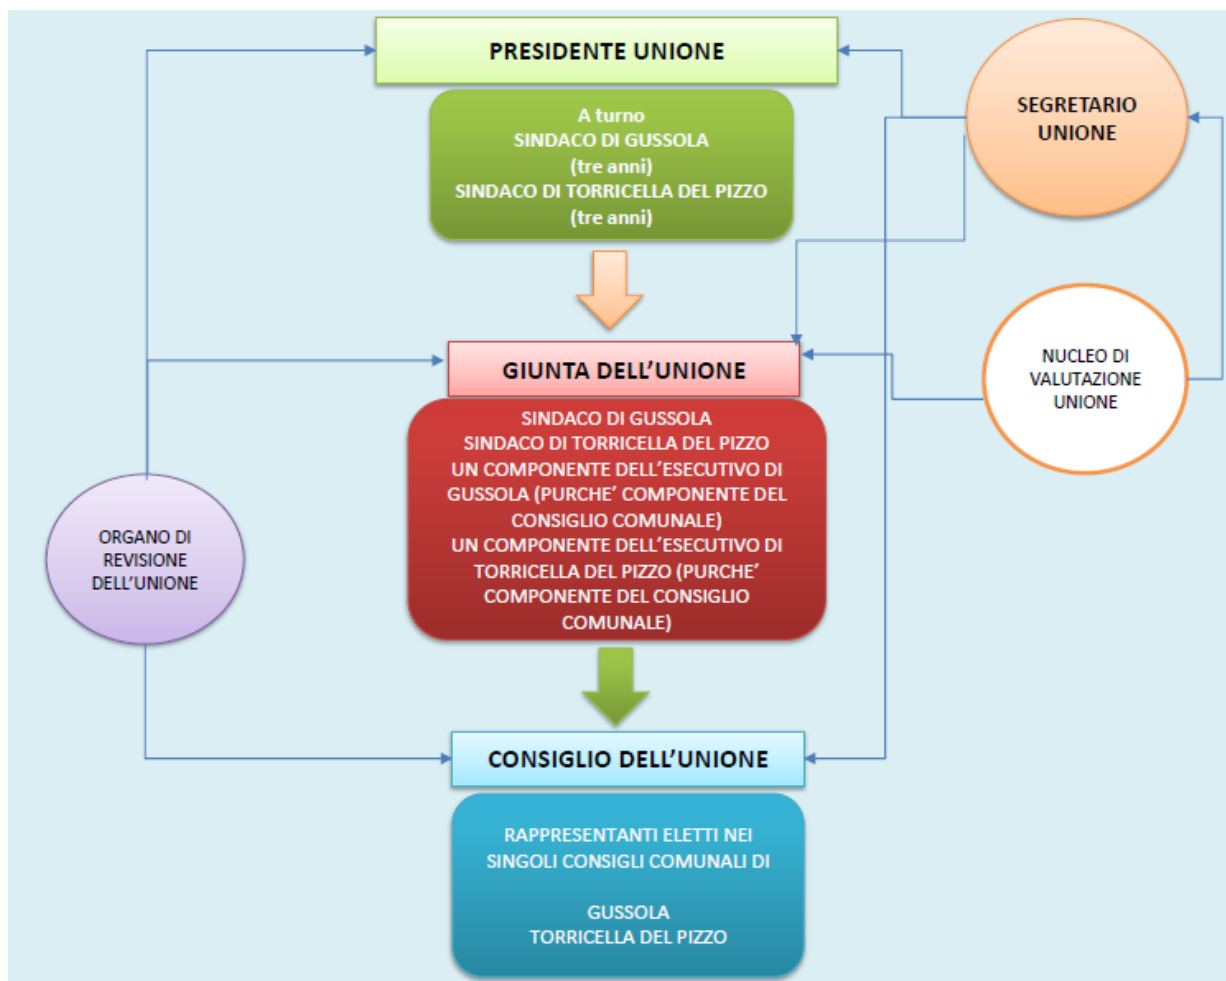 PRESIDENTE UNIONE
A turno
SINDACO DI GUSSOLA
(tre anni)
SINDACO DI TORRICELLA DEL PIZZO
(tre anni)
SEGRETARIO
UNIONE
NUCLEO DI
VALUTAZIONE
UNIONE
GIUNTA DELL’UNIONE
SINDACO DI GUSSOLA
SINDACO DI TORRICELLA DEL PIZZO
UN COMPONENTE DELL’ESECUTIVO DI
GUSSOLA (PURCHE’ COMPONENTE DEL
CONSIGLIO COMUNALE)
UN COMPONENTE DELL’ESECUTIVO DI
TORRICELLA DEL PIZZO (PURCHE’
COMPONENTE DEL CONSIGLIO
COMUNALE)
ORGANO DI
REVISIONE
DELL’UNIONE
CONSIGLIO DELL’UNIONE
RAPPRESENTANTI ELETTI NEI
SINGOLI CONSIGLI COMUNALI DI
GUSSOLA
TORRICELLA DEL PIZZO